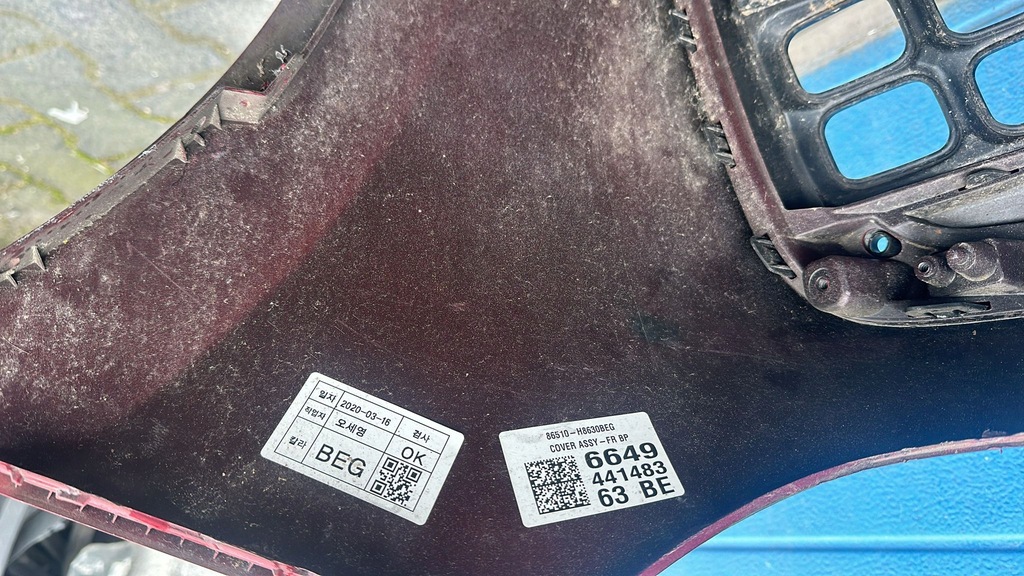 일자 2020-03-16 검사
작업자 오세영 OK
칼라 BEG
86510-H8630BEG
COVER ASSY-FR BP
6649
441483
63 BE